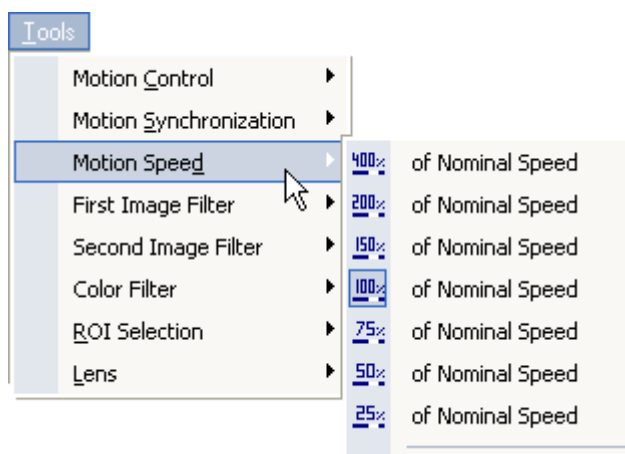 Tools
Motion Control
Motion Synchronization
Motion Speed
First Image Filter
Second Image Filter
Color Filter
ROI Selection
Lens
400% of Nominal Speed
200% of Nominal Speed
150% of Nominal Speed
100% of Nominal Speed
75% of Nominal Speed
50% of Nominal Speed
25% of Nominal Speed